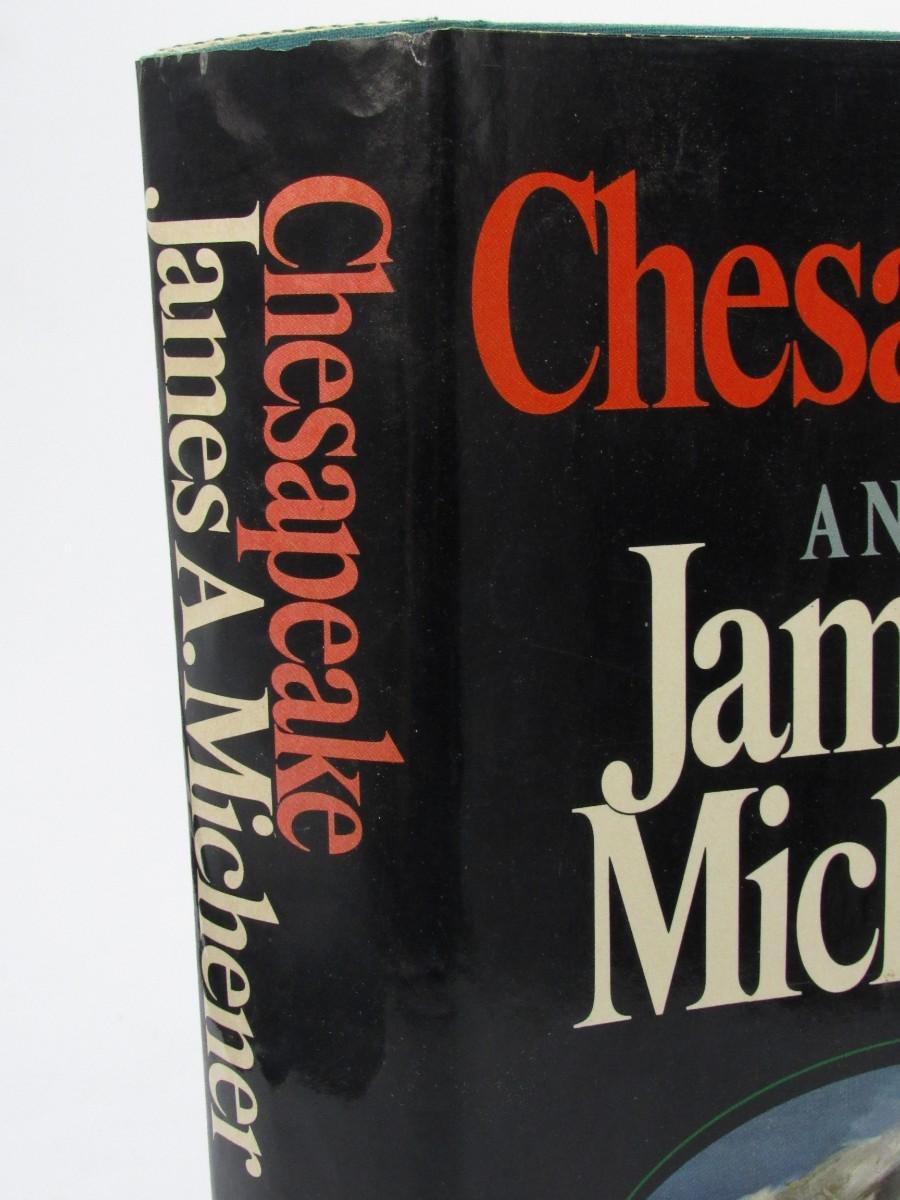 Chesapeake
James A. Michener
Chesa
AN
Jam
Mich